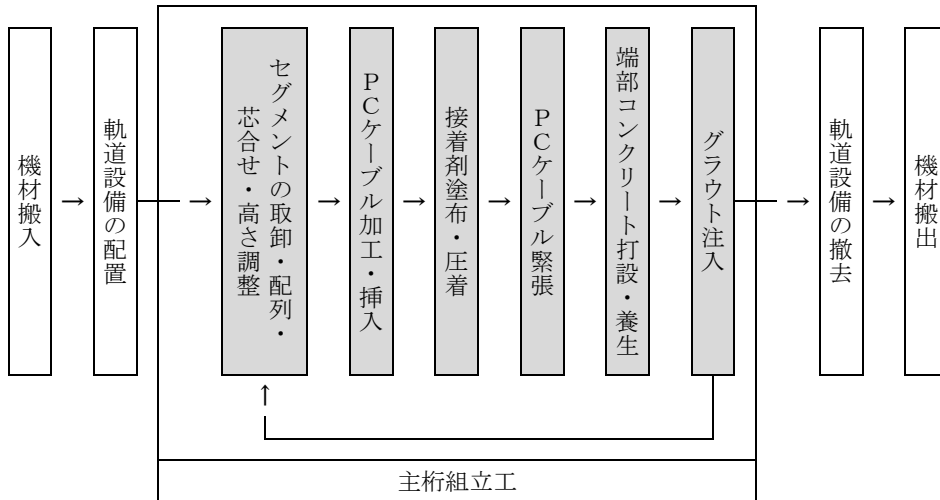 機材搬入
→
軌道設備の配置
→
セグメントの取卸・配列・
芯合せ・高さ調整
→
PCケーブル加工・挿入
→
接着剤塗布・圧着
→
PCケーブル緊張
→
端部コンクリート打設・養生
→
グラウト注入
→
軌道設備の撤去
→
機材搬出
↑
主桁組立工